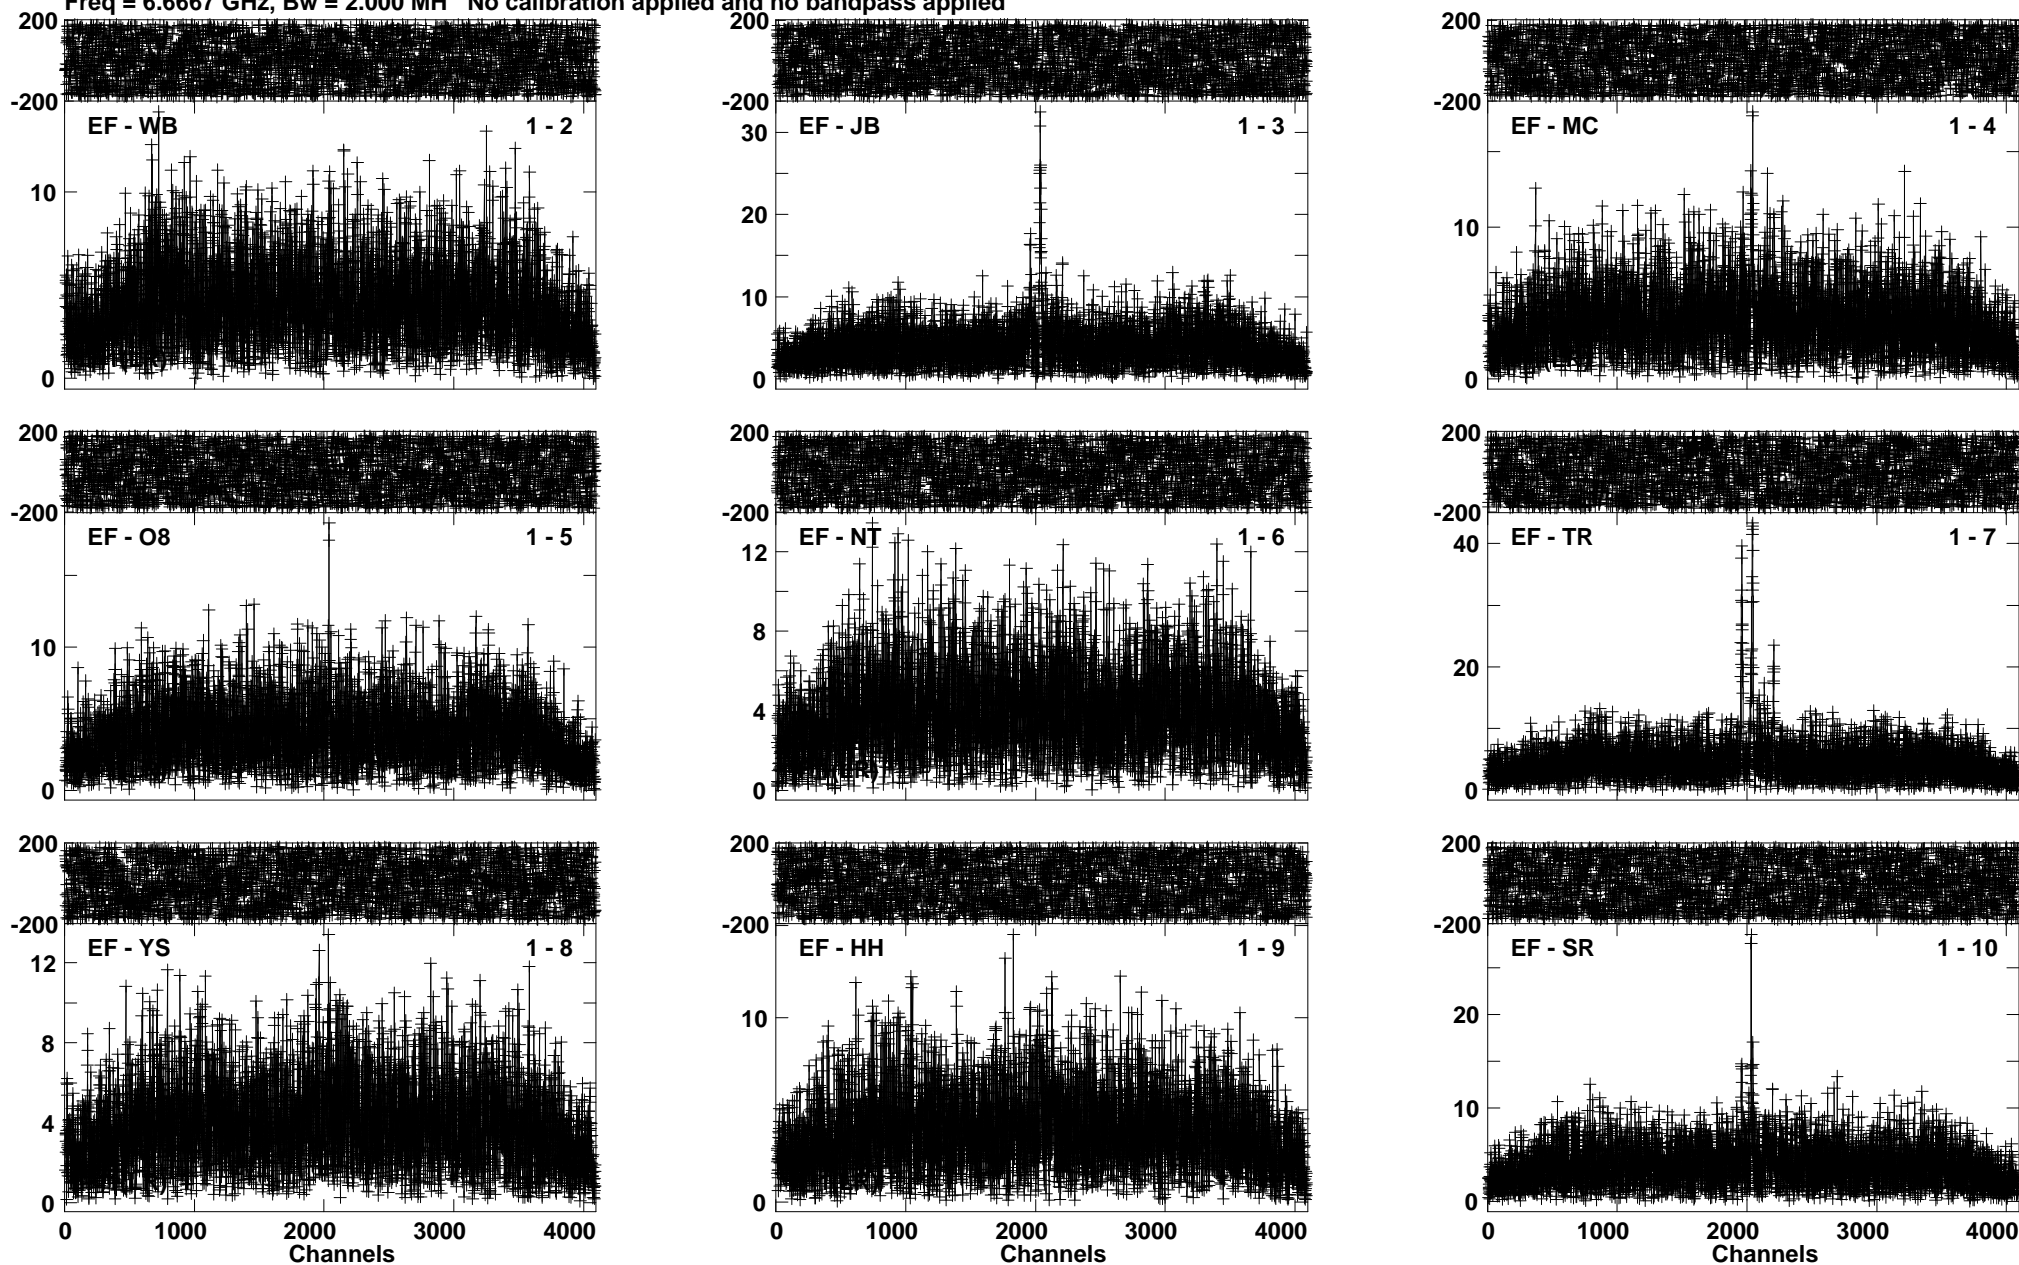 Freq = 6.6667 GHz, Bw = 2.000 MH   No calibration applied and no bandpass applied
200 200 200
-200 -200 -200
EF - WB 1 - 2 EF - JB 1 - 3 EF - MC 1 - 4
30
20
10 10 10
0 0 0
200 200 200
-200 -200 -200
EF - O8 1 - 5 EF - NT 1 - 6 EF - TR 1 - 7
12 40
10 8 20
4
0 0 0
200 200 200
-200 -200 -200
EF - YS 1 - 8 EF - HH 1 - 9 EF - SR 1 - 10
12
8 10 20
4 10
0 0 0
0 1000 2000 3000 4000 0 1000 2000 3000 4000 0 1000 2000 3000 4000
Channels Channels Channels